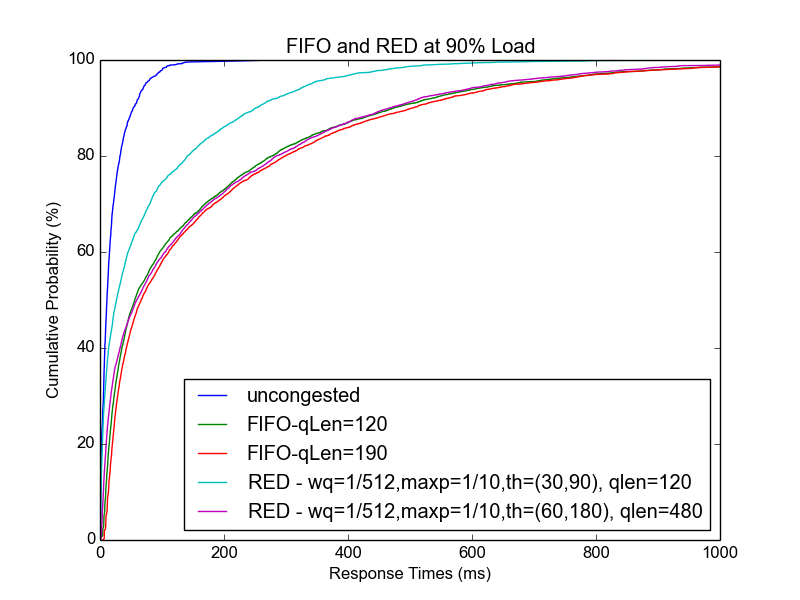 FIFO and RED at 90% Load
Cumulative Probability (%)
100
80
60
40
20
0
uncongested
FIFO-qLen=120
FIFO-qLen=190
RED - wq=1/512,maxp=1/10,th=(30,90), qlen=120
RED - wq=1/512,maxp=1/10,th=(60,180), qlen=480
0 200 400 600 800 1000
Response Times (ms)